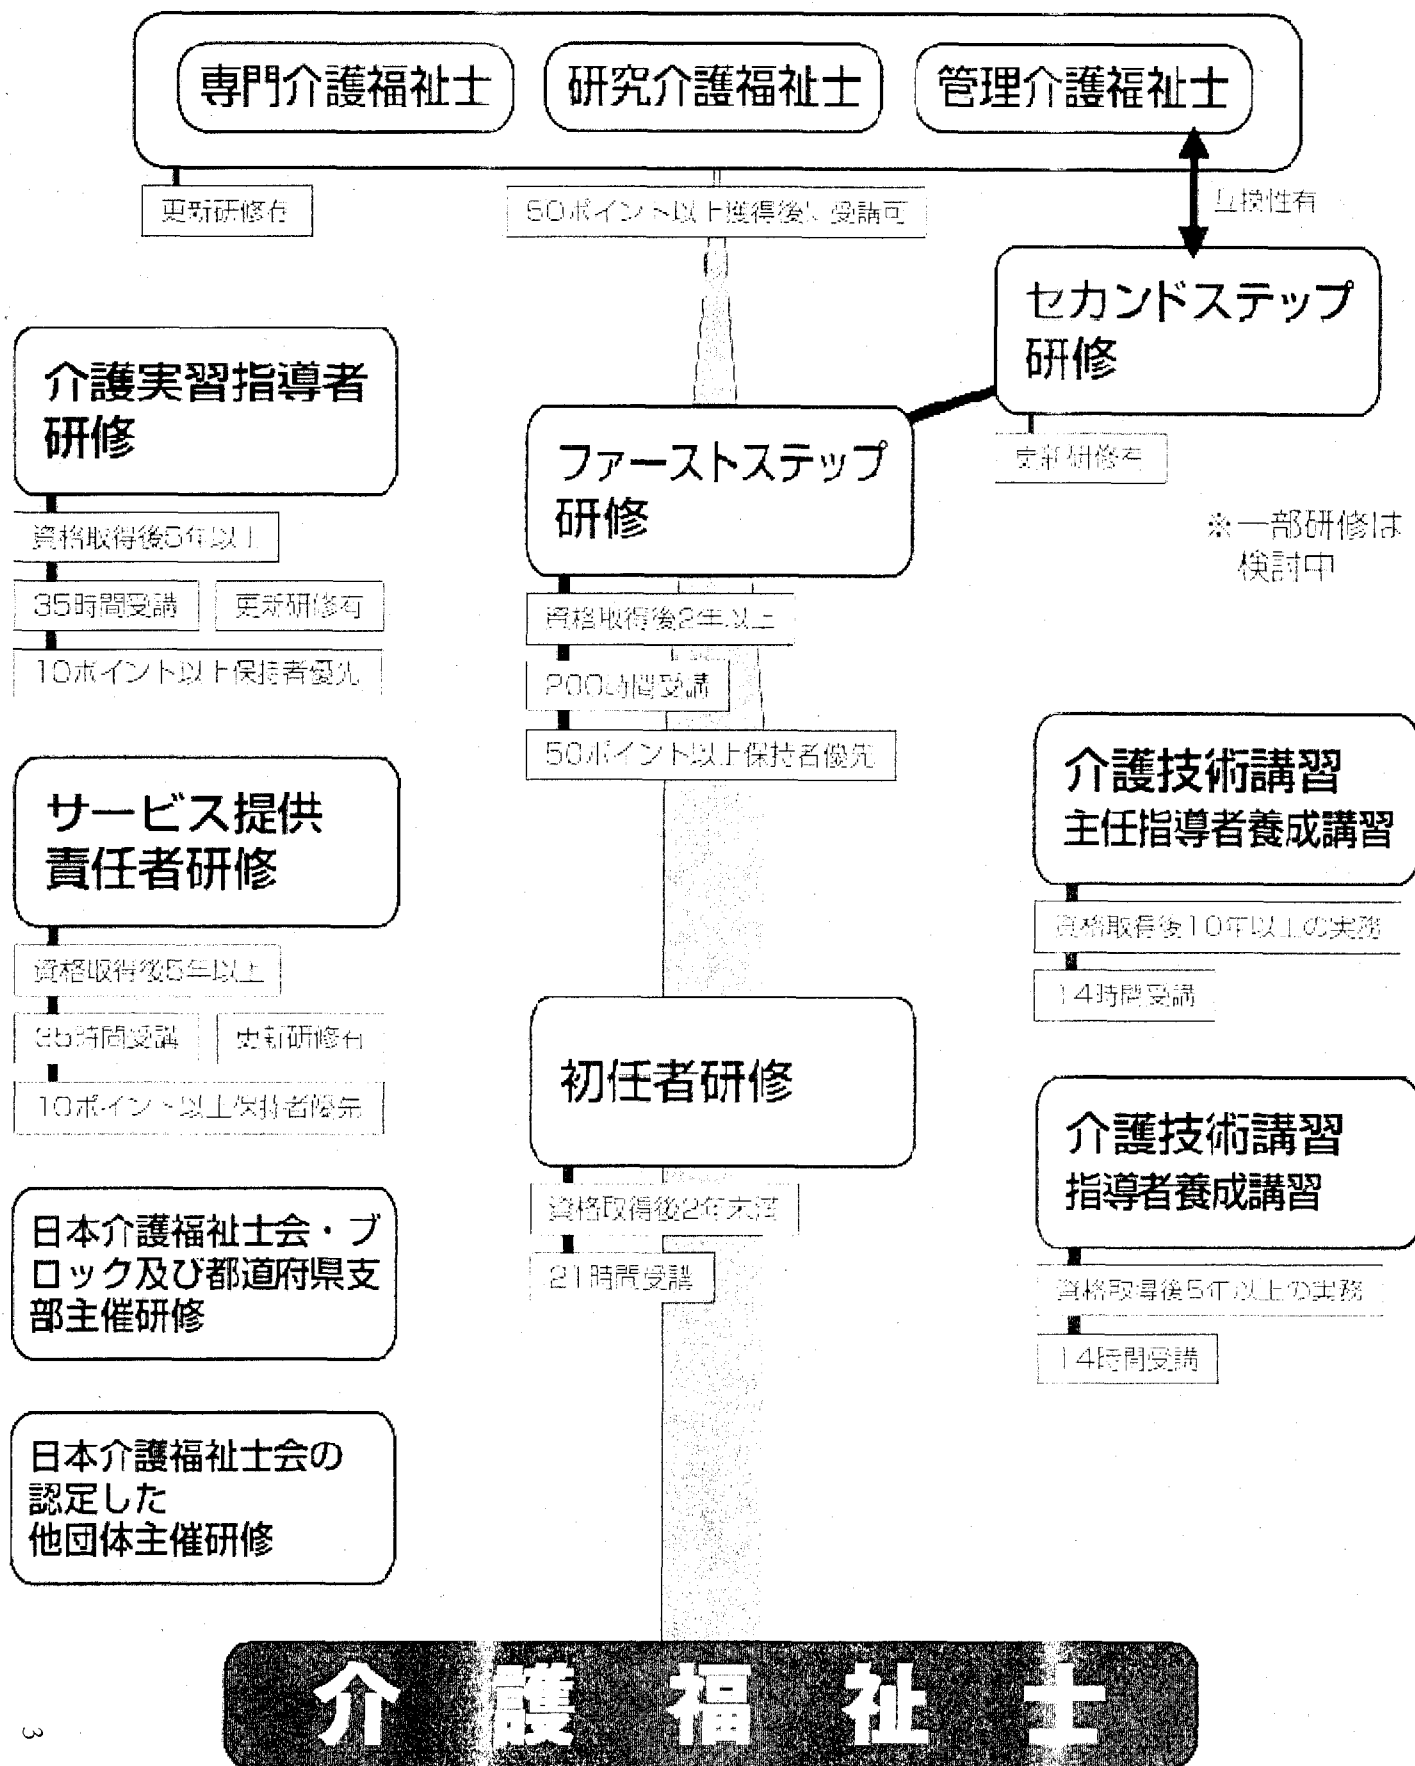 専門介護福祉士
研究介護福祉士
管理介護福祉士
更新研修有
50ポイント以上獲得後に受講可
互換性有
セカンドステップ
研修
更新研修有
※一部研修は
検討中
介護実習指導者
研修
資格取得後5年以上
35時間受講
更新研修有
10ポイント以上保持者優先
ファーストステップ
研修
資格取得後2年以上
200時間受講
50ポイント以上保持者優先
サービス提供
責任者研修
資格取得後5年以上
35時間受講
更新研修有
10ポイント以上保持者優先
初任者研修
資格取得後2年未満
21時間受講
介護技術講習
主任指導者養成講習
資格取得後10年以上の実務
14時間受講
介護技術講習
指導者養成講習
資格取得後5年以上の実務
14時間受講
日本介護福祉士会・ブ
ロック及び都道府県支
部主催研修
日本介護福祉士会の
認定した
他団体主催研修
介護福祉士
3